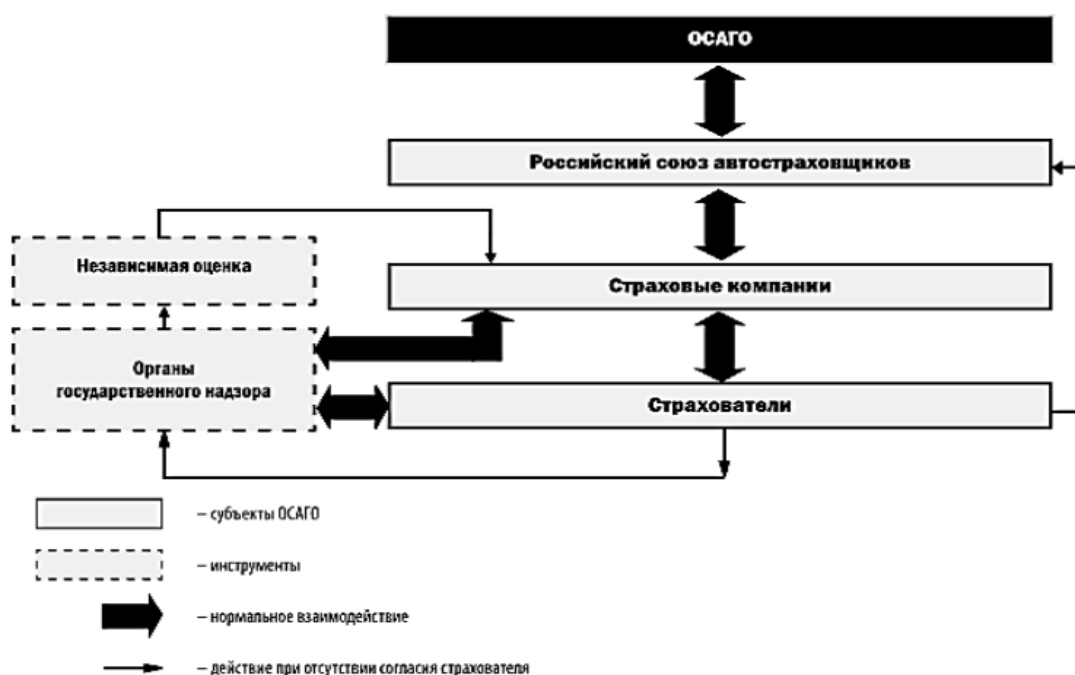 ОСАГО
Российский союз автостраховщиков
Независимая оценка
Страховые компании
Органы
государственного надзора
Страхователи
– субъекты ОСАГО
– инструменты
– нормальное взаимодействие
– действие при отсутствии согласия страхователя